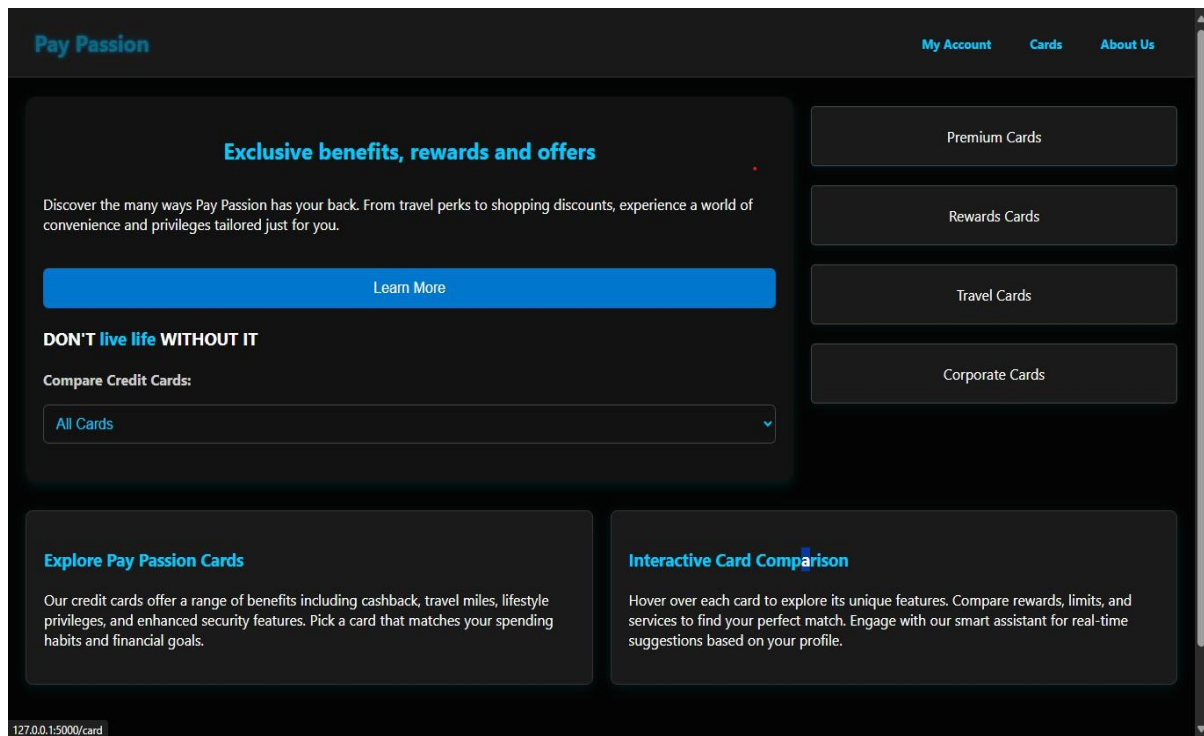 Pay Passion
My Account
Cards
About Us
Exclusive benefits, rewards and offers
Discover the many ways Pay Passion has your back. From travel perks to shopping discounts, experience a world of
convenience and privileges tailored just for you.
Learn More
DON'T live life WITHOUT IT
Compare Credit Cards:
All Cards
Premium Cards
Rewards Cards
Travel Cards
Corporate Cards
Explore Pay Passion Cards
Our credit cards offer a range of benefits including cashback, travel miles, lifestyle
privileges, and enhanced security features. Pick a card that matches your spending
habits and financial goals.
Interactive Card Comparison
Hover over each card to explore its unique features. Compare rewards, limits, and
services to find your perfect match. Engage with our smart assistant for real-time
suggestions based on your profile.
127.0.0.1:5000/card